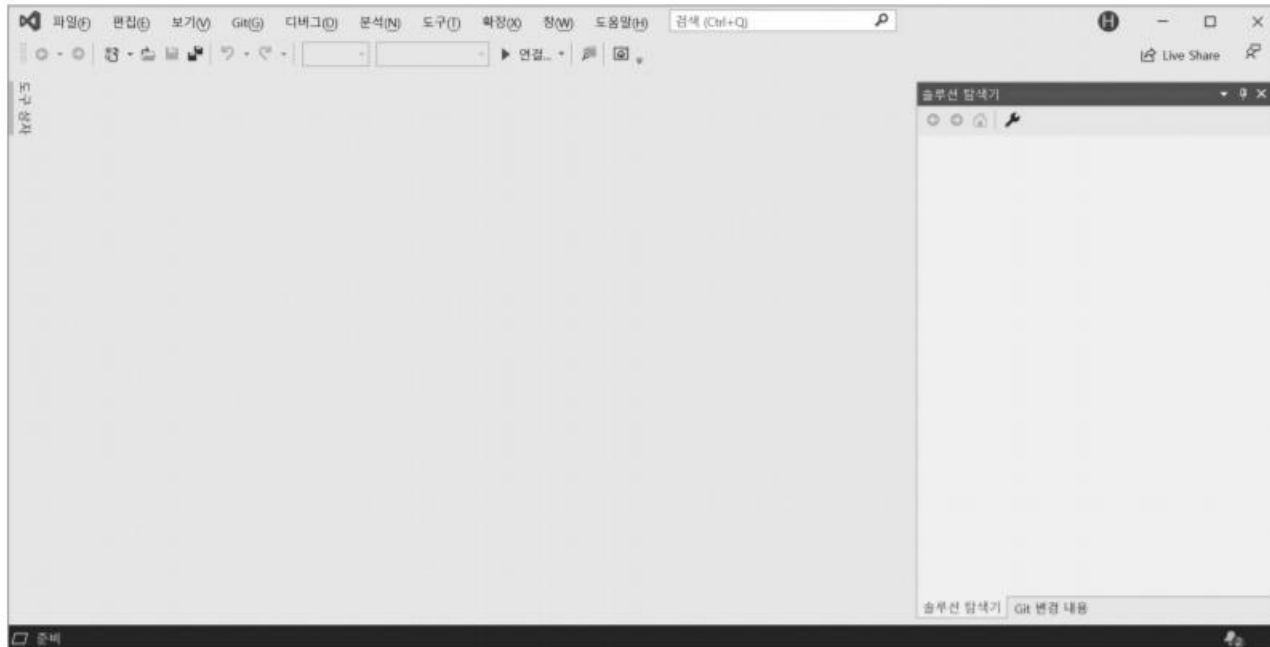 파일(F) 편집(E) 보기(V) Git(G) 디버그(D) 분석(N) 도구(T) 확장(X) 창(W) 도움말(H) 검색 (Ctrl+Q) H
연결... Live Share
도구 상자
솔루션 탐색기
솔루션 탐색기 Git 변경 내용
준비 2